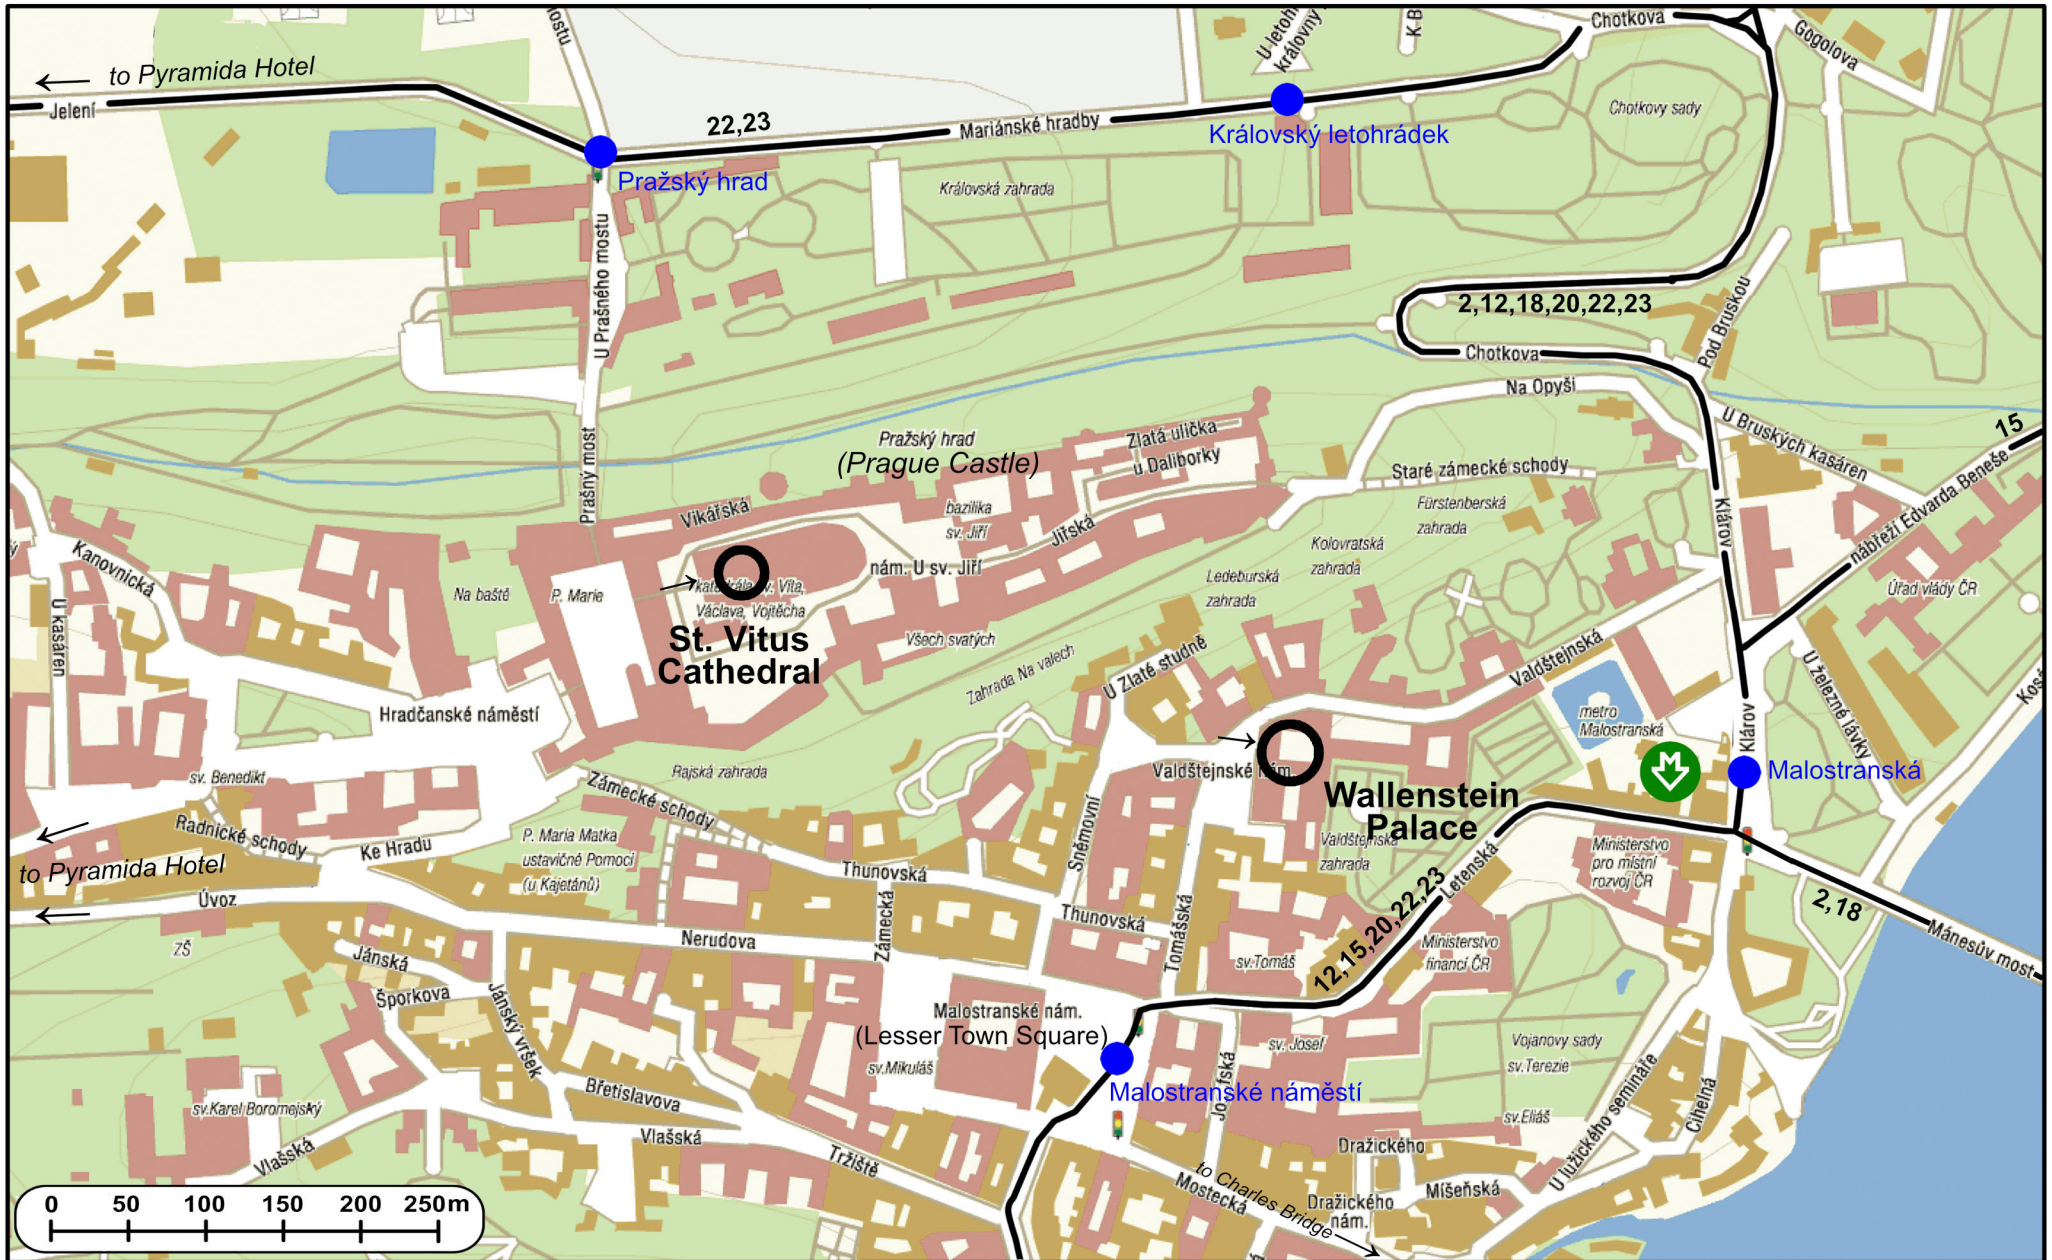 to Pyramida Hotel
Jelení
22,23
Mariánské hradby
U letoh
královny
K B
Chotkova
Gogolova
Chotkovy sady
Královský letohrádek
Pražský hrad
Královská zahrada
U Prašného mostu
2,12,18,20,22,23
Chotkova
Pod Bruskou
Na Opyši
U Bruských kasáren
15
nábřeží Edvarda Beneše
Prašný most
Pražský hrad
(Prague Castle)
Zlatá ulička
u Daliborky
Staré zámecké schody
Fürstenberská
zahrada
Klárov
Vikářská
bazilika
sv. Jiří
Jiřská
nám. U sv. Jiří
Kolovratská
zahrada
Ledeburská
zahrada
Úřad vlády ČR
Kanovnická
U kasáren
Na baště
P. Marie
katedrála sv. Víta,
Václava, Vojtěcha
St. Vitus
Cathedral
Všech svatých
Zahrada Na valech
U Zlaté studně
Valdštejnská
U železné lávky
Hradčanské náměstí
metro
Malostranská
Klárov
Malostranská
sv. Benedikt
Rajská zahrada
Valdštejnské nám.
Wallenstein
Palace
Valdštejnská
zahrada
Zámecké schody
Radnické schody
Ke Hradu
P. Maria Matka
ustavičné Pomoci
(u Kajetánů)
Sněmovní
Thunovská
Letenská
Ministerstvo
pro místní
rozvoj ČR
to Pyramida Hotel
Úvoz
Zámecká
Thunovská
Tomášská
12,15,20,22,23
2,18
Mánesův most
ZŠ
Nerudova
Jánská
Šporkova
Jánský vršek
sv.Tomáš
Ministerstvo
financí ČR
Malostranské nám.
(Lesser Town Square)
sv.Mikuláš
sv. Josef
Vojanovy sady
sv.Terezie
Malostranské náměstí
sv.Karel Boromejský
Břetislavova
Vlašská
Vlašská
Tržiště
sv.Eliáš
U lužického semináře
Cihelná
Dražického
Míšeňská
Dražického
nám.
to Charles Bridge
Mostecká
0 50 100 150 200 250m